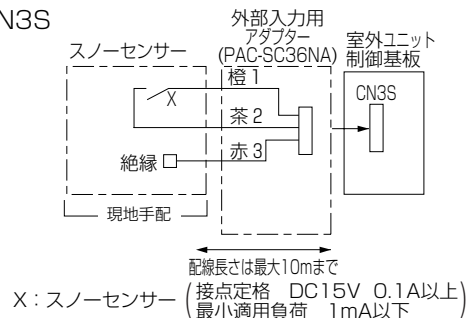 N3S
スノーセンサー
外部入力用
アダプター
(PAC-SC36NA)
室外ユニット
制御基板
橙 1
X
茶 2
赤 3
絶縁
CN3S
現地手配
配線長さは最大10mまで
X：スノーセンサー（接点定格　DC15V　0.1A以上
最小適用負荷　1mA以下）